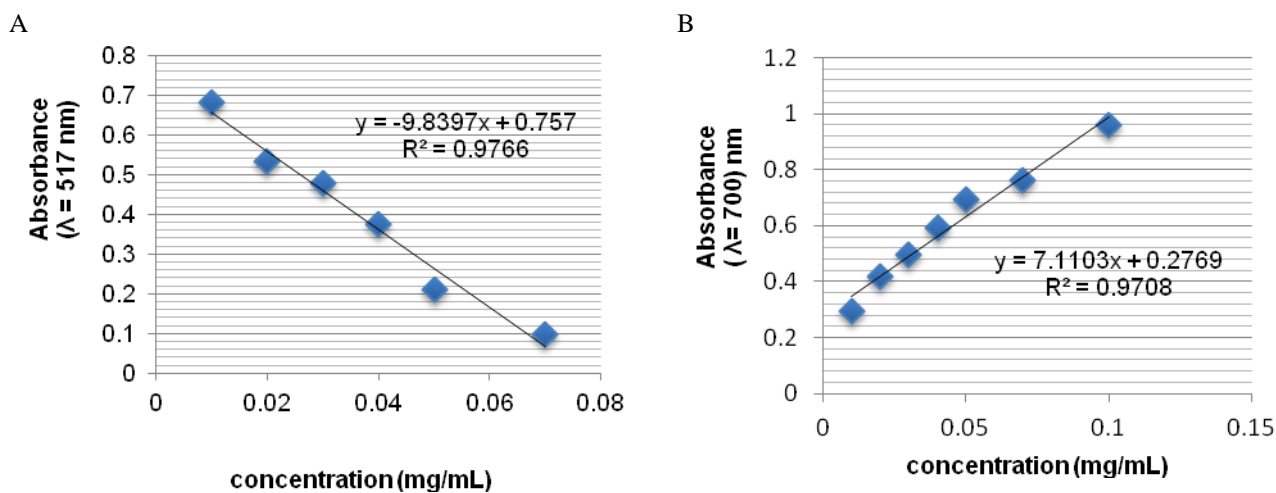 A
0.8
0.7
0.6
0.5
0.4
0.3
0.2
0.1
0
Absorbance
(Λ = 517 nm)
y = -9.8397x + 0.757
R² = 0.9766
0
0.02
0.04
0.06
0.08
concentration (mg/mL)
B
1.2
1
0.8
0.6
0.4
0.2
0
Absorbance
( Λ= 700) nm
y = 7.1103x + 0.2769
R² = 0.9708
0
0.05
0.1
0.15
concentration (mg/mL)